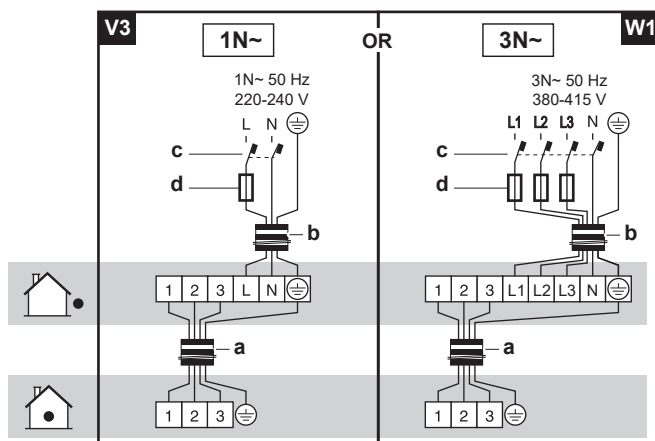 V3 1N~ OR 3N~ W1
1N~ 50 Hz
220-240 V
3N~ 50 Hz
380-415 V
L N
L1 L2 L3 N
c
d
b
c
d
b
1 2 3 L N
1 2 3 L1 L2 L3 N
a
a
1 2 3
1 2 3